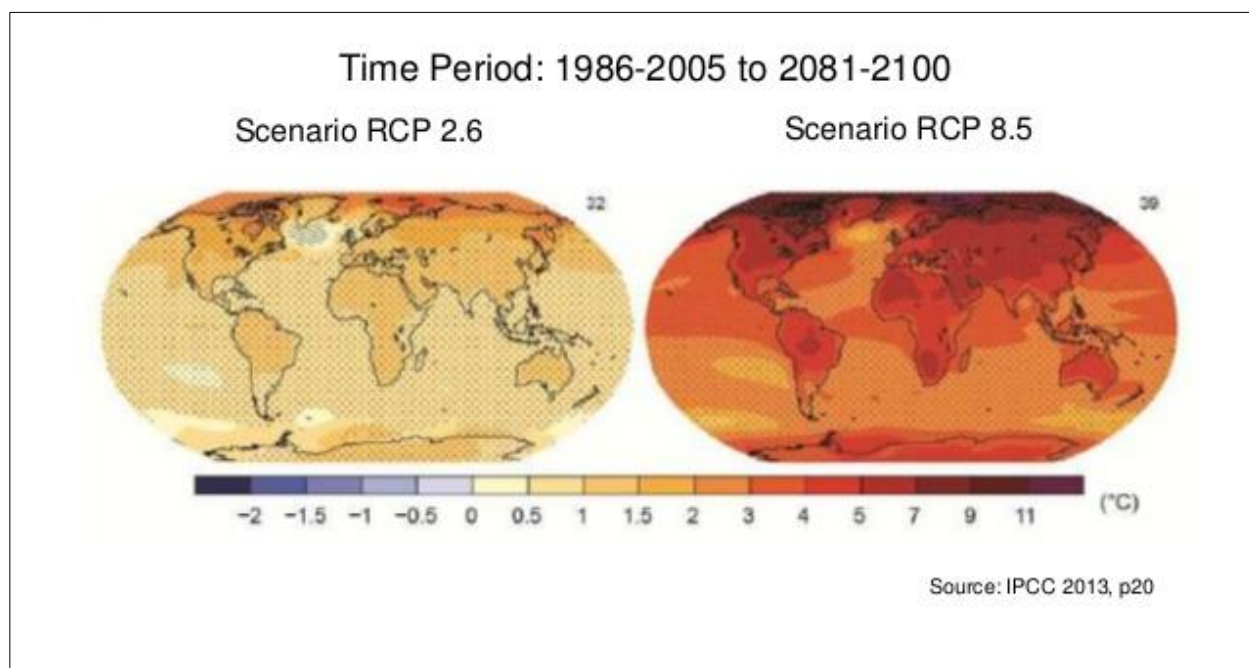 Time Period: 1986-2005 to 2081-2100
Scenario RCP 2.6
Scenario RCP 8.5
32
39
−2 −1.5 −1 −0.5 0 0.5 1 1.5 2 3 4 5 7 9 11 (°C)
Source: IPCC 2013, p20